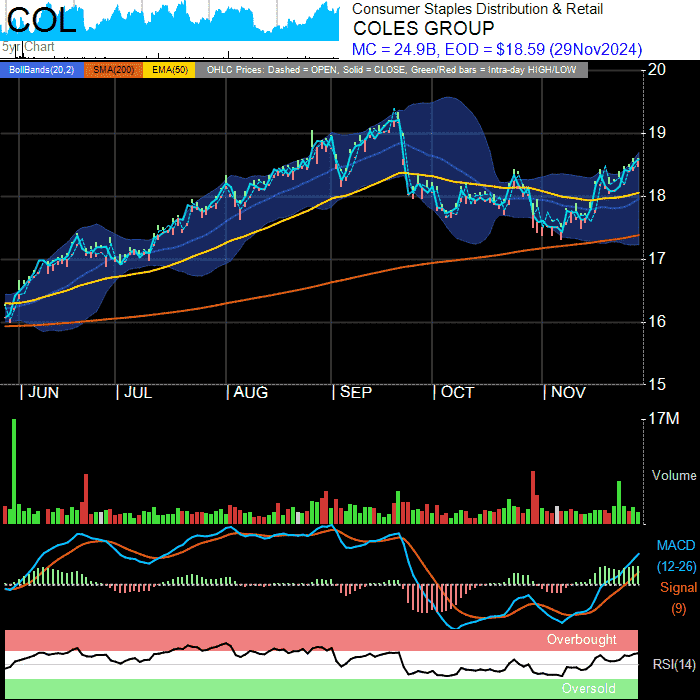 COL
5yr Chart
Consumer Staples Distribution & Retail
COLES GROUP
MC = 24.9B, EOD = $18.59 (29Nov2024)
BollBands(20,2) SMA(200) EMA(50) OHLC Prices: Dashed = OPEN, Solid = CLOSE, Green/Red bars = Intra-day HIGH/LOW
20
19
18
17
16
15
| JUN | JUL | AUG | SEP | OCT | NOV
17M
Volume
MACD
(12-26)
Signal
(9)
Overbought
RSI(14)
Oversold